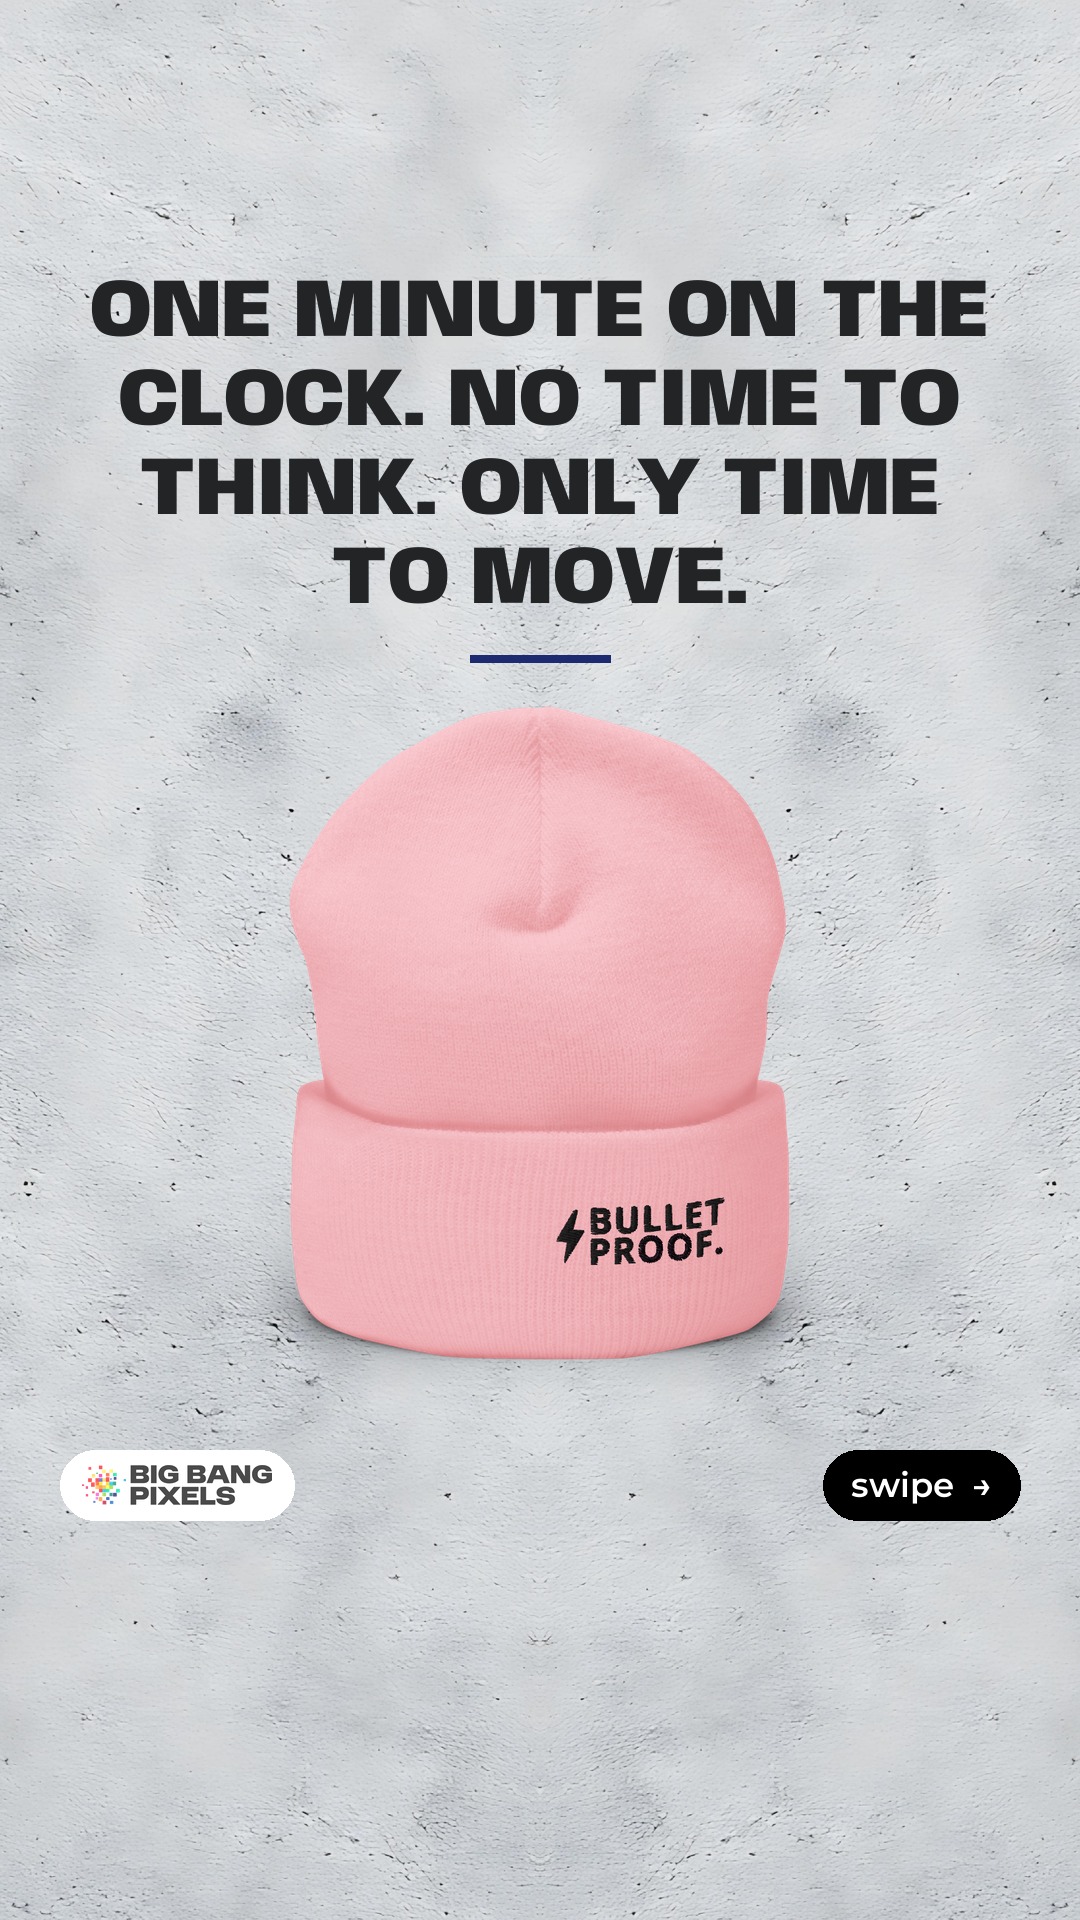 ONE MINUTE ON THE
CLOCK. NO TIME TO
THINK. ONLY TIME
TO MOVE.
BULLET
PROOF.
BIG BANG
PIXELS
swipe →